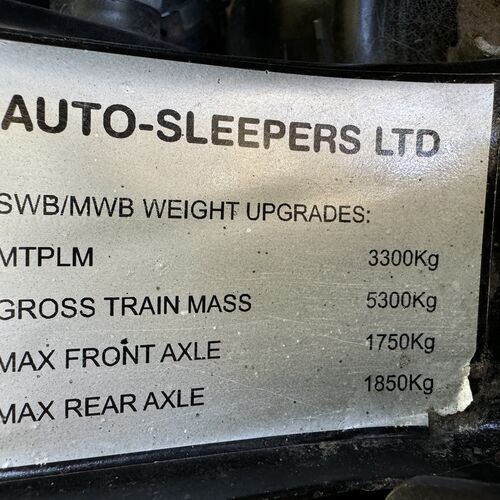 AUTO-SLEEPERS LTD
SWB/MWB WEIGHT UPGRADES:
MTPLM 3300Kg
GROSS TRAIN MASS 5300Kg
MAX FRONT AXLE 1750Kg
MAX REAR AXLE 1850Kg